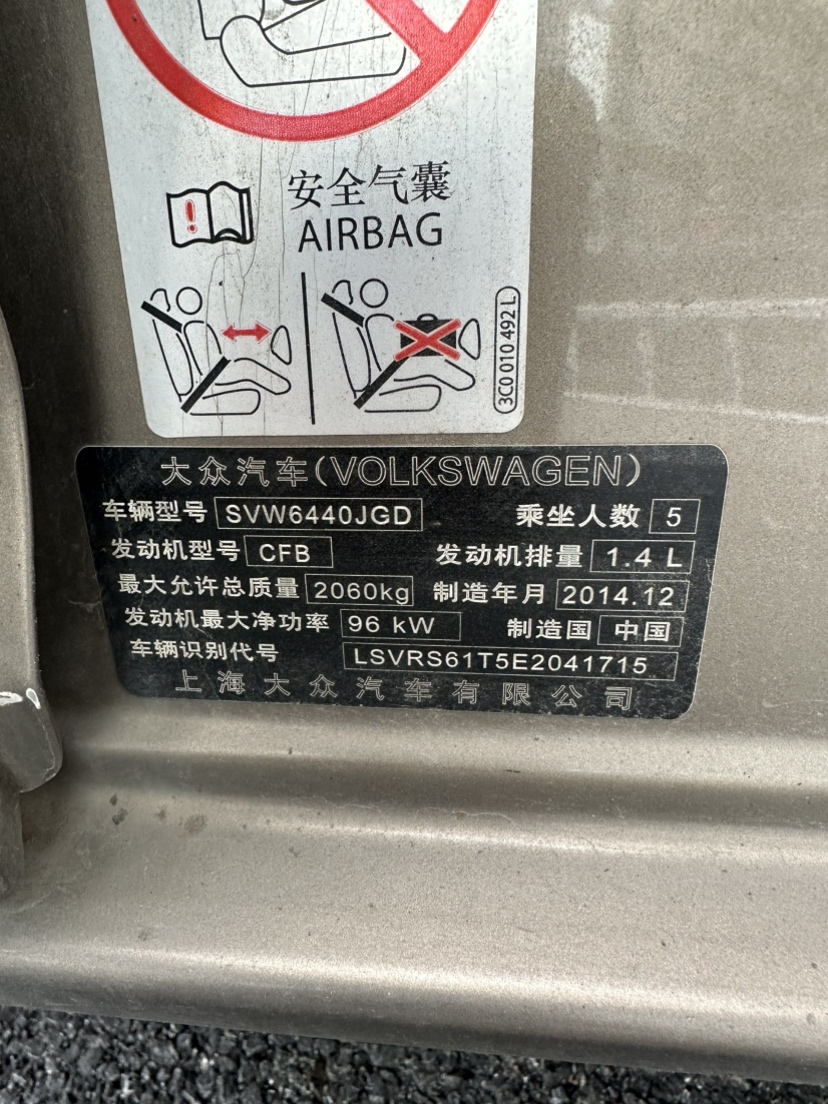 安全气囊
AIRBAG
3C0 010 492 L
大众汽车(VOLKSWAGEN)
车辆型号 SVW6440JGD 乘坐人数 5
发动机型号 CFB 发动机排量 1.4 L
最大允许总质量 2060kg 制造年月 2014.12
发动机最大净功率 96 kW 制造国 中国
车辆识别代号 LSVRS61T5E2041715
上海大众汽车有限公司